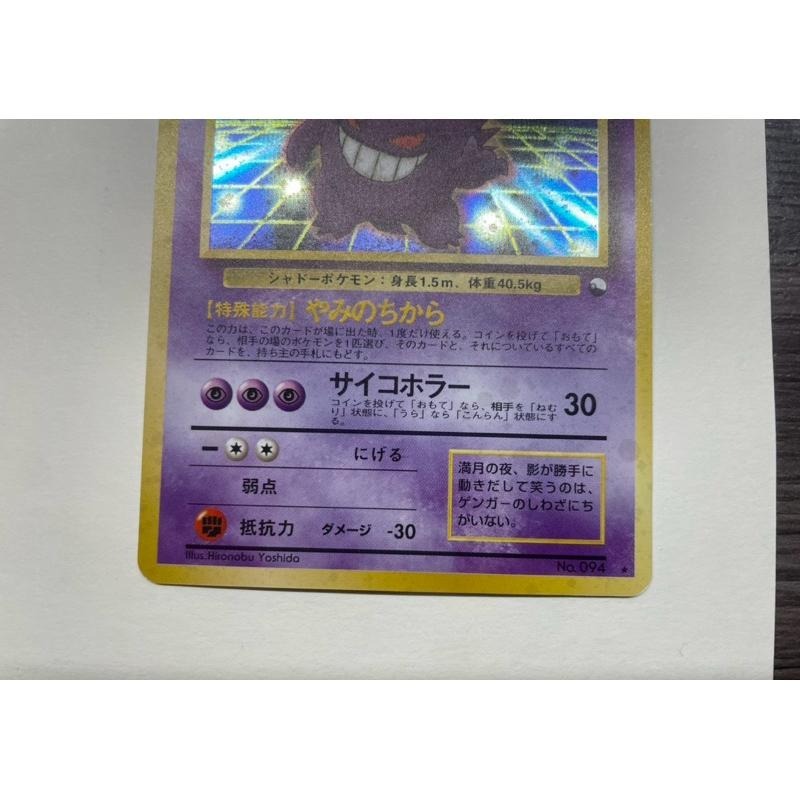 シャドーポケモン：身長1.5m、体重40.5kg
［特殊能力］ やみのちから
この力は、このカードが場に出た時、1度だけ使える。コインを投げて「おもて」
なら、相手の場のポケモンを1匹選び、そのカードと、それについているすべての
カードを、持ち主の手札にもどす。
サイコホラー 30
コインを投げて「おもて」なら、相手を「ねむ
り」状態に、「うら」なら「こんらん」状態にす
る。
にげる
弱点
抵抗力 ダメージ -30
満月の夜、影が勝手に
動きだして笑うのは、
ゲンガーのしわざにち
がいない。
Illus. Hironobu Yoshida
No. 094 ★